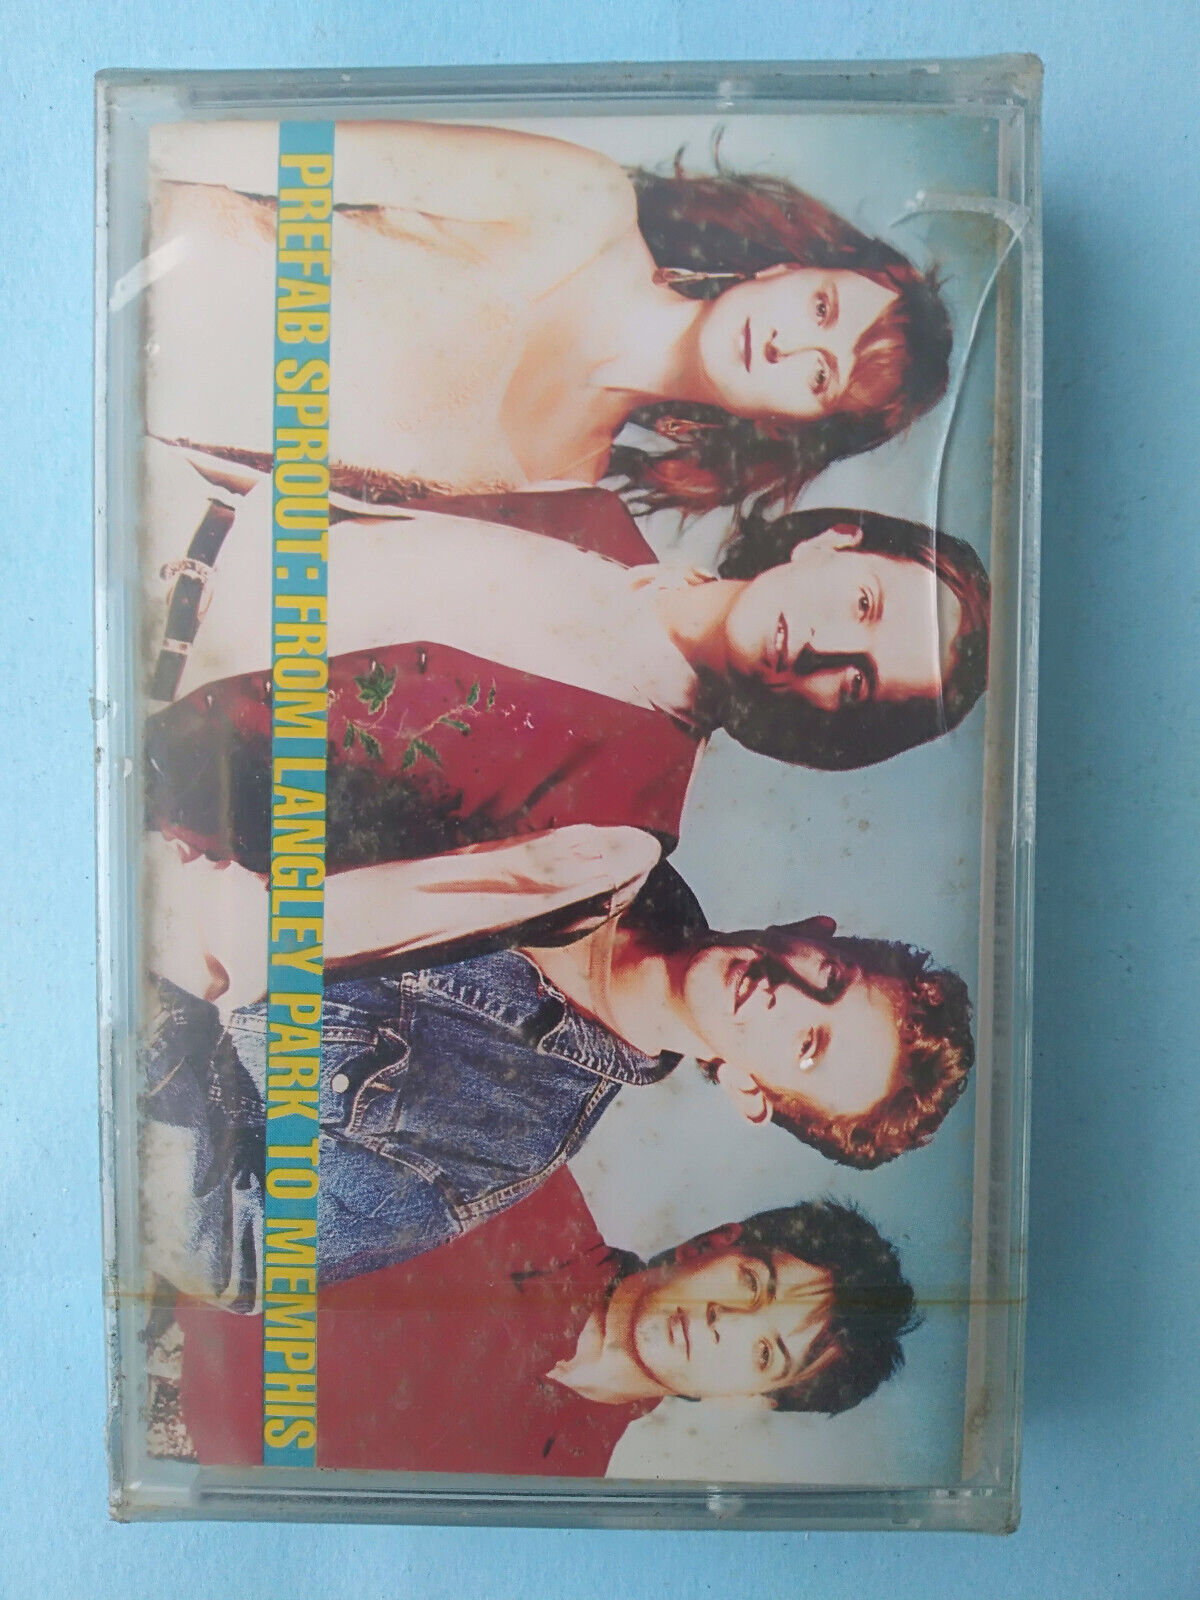 PREFAB SPROUT: FROM LANGLEY PARK TO MEMPHIS